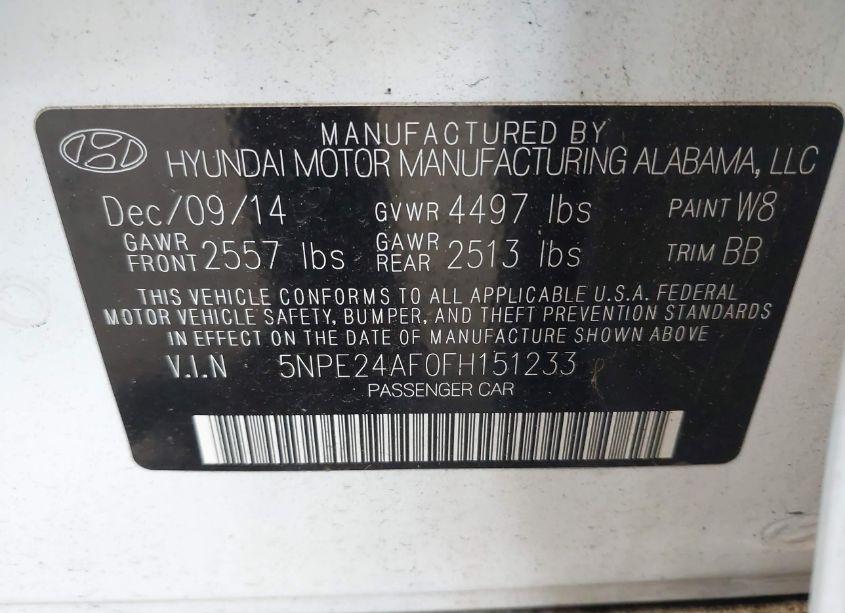 MANUFACTURED BY
HYUNDAI MOTOR MANUFACTURING ALABAMA, LLC
Dec/09/14 GVWR 4497 lbs PAINT W8
GAWR FRONT 2557 lbs GAWR REAR 2513 lbs TRIM BB
THIS VEHICLE CONFORMS TO ALL APPLICABLE U.S.A. FEDERAL
MOTOR VEHICLE SAFETY, BUMPER, AND THEFT PREVENTION STANDARDS
IN EFFECT ON THE DATE OF MANUFACTURE SHOWN ABOVE
V.I.N 5NPE24AF0FH151233
PASSENGER CAR